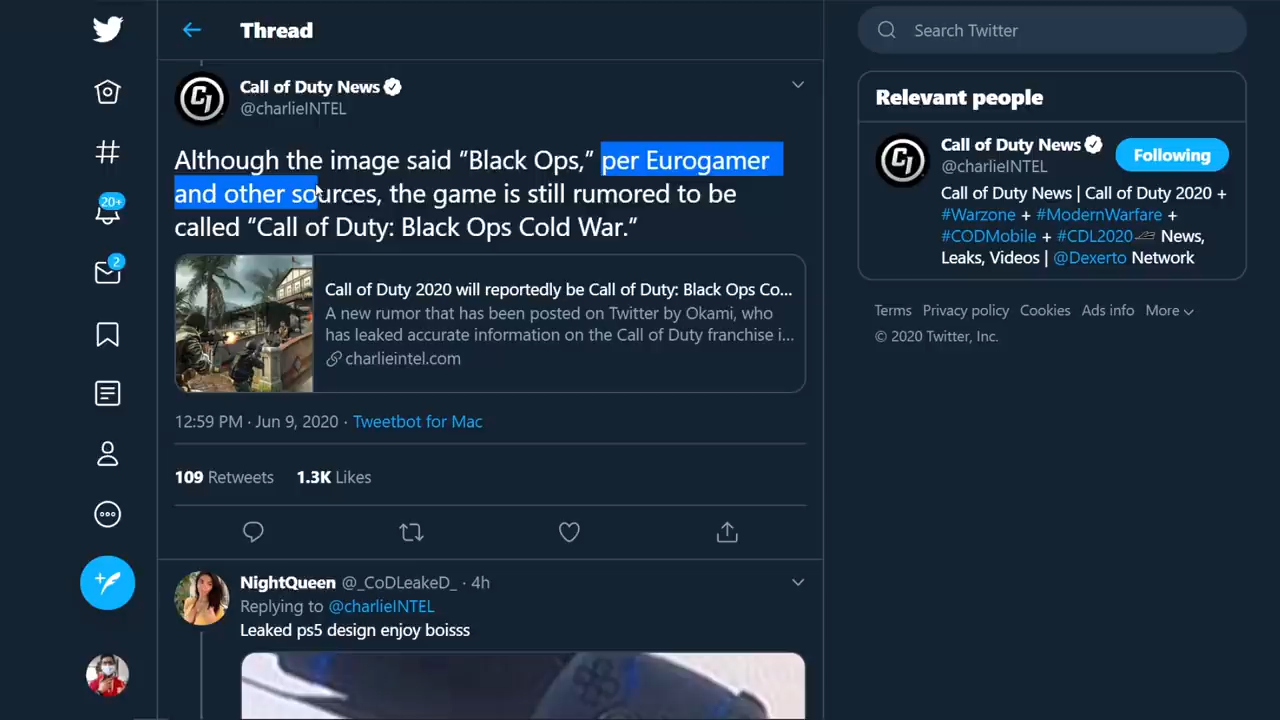 Thread
Search Twitter
Call of Duty News
@charlieINTEL
Although the image said “Black Ops,” per Eurogamer
and other sources, the game is still rumored to be
called “Call of Duty: Black Ops Cold War.”
Call of Duty 2020 will reportedly be Call of Duty: Black Ops Co...
A new rumor that has been posted on Twitter by Okami, who
has leaked accurate information on the Call of Duty franchise i...
charlieintel.com
12:59 PM · Jun 9, 2020 · Tweetbot for Mac
109 Retweets 1.3K Likes
NightQueen @_CoDLeakeD_ · 4h
Replying to @charlieINTEL
Leaked ps5 design enjoy boisss
20+
2
Relevant people
Call of Duty News
@charlieINTEL
Following
Call of Duty News | Call of Duty 2020 +
#Warzone + #ModernWarfare +
#CODMobile + #CDL2020 News,
Leaks, Videos | @Dexerto Network
Terms Privacy policy Cookies Ads info More
© 2020 Twitter, Inc.